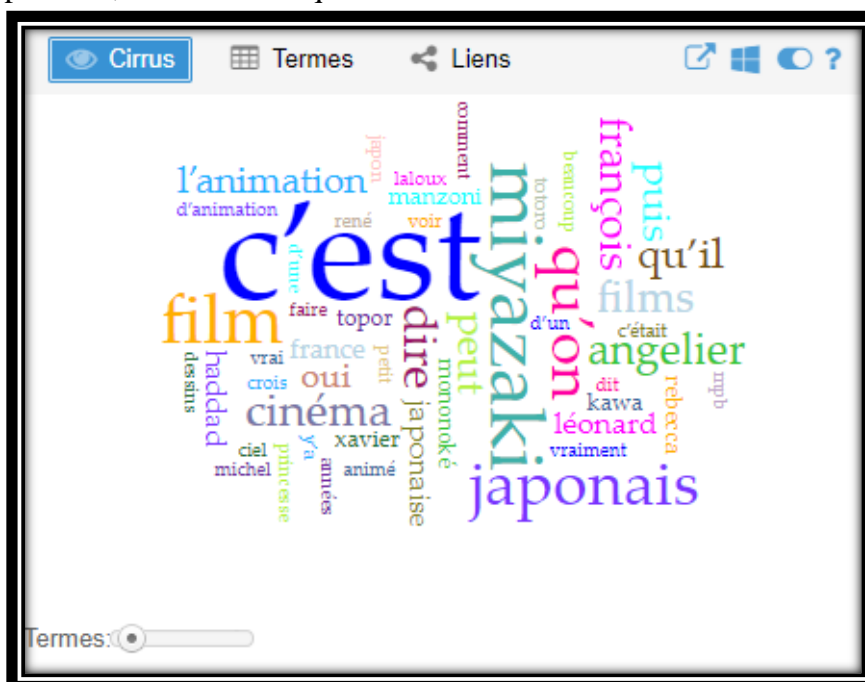 Cirrus Termes Liens ?
comment
japon
l'animation
laloux
manzoni
d'animation
rené
voir
totoro
beaucoup
françois
puis
c'est
d'une
miyazaki
qu'on
qu'il
films
film
faire
topor
dire
peut
d'un
c'était
angelier
dessins
haddad
vrai
france
petit
crois
oui
mononoké
dit
kawa
rebecca
mpb
cinéma
japonaise
léonard
vraiment
ciel
princesse
y'a
xavier
michel
années
animé
japonais
Termes: